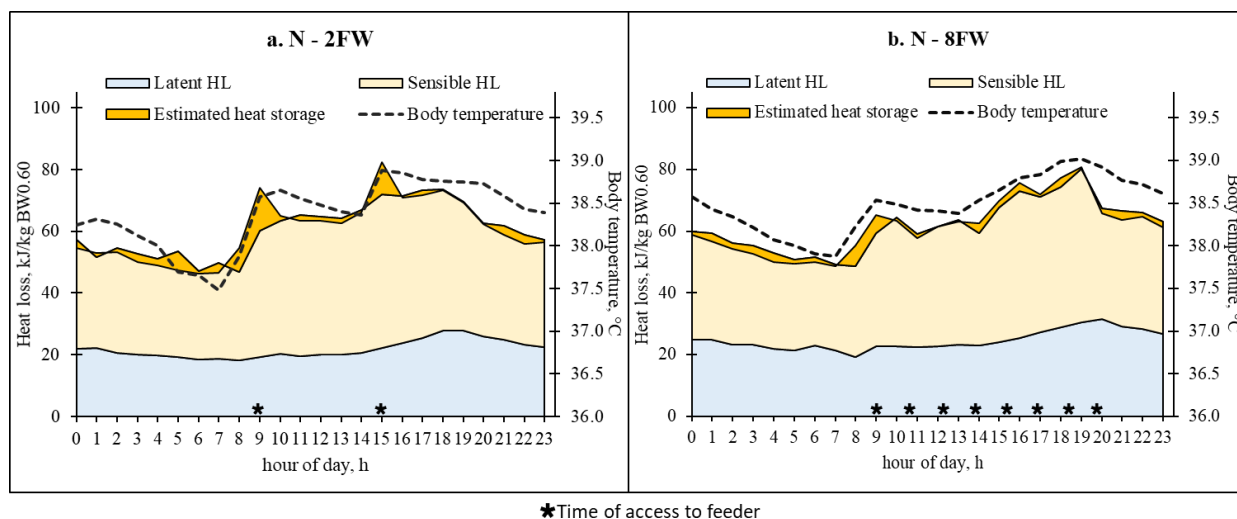 a. N - 2FW
Latent HL
Sensible HL
Estimated heat storage
Body temperature
Heat loss, kJ/kg BW0.60
100
80
60
40
20
0
39.5
39.0
38.5
38.0
37.5
37.0
36.5
36.0
Body temperature, °C
* *
0 1 2 3 4 5 6 7 8 9 10 11 12 13 14 15 16 17 18 19 20 21 22 23
hour of day, h
b. N - 8FW
Latent HL
Sensible HL
Estimated heat storage
Body temperature
Heat loss, kJ/kg BW0.60
100
80
60
40
20
0
39.5
39.0
38.5
38.0
37.5
37.0
36.5
36.0
Body temperature, °C
* * * * * * * *
0 1 2 3 4 5 6 7 8 9 10 11 12 13 14 15 16 17 18 19 20 21 22 23
hour of day, h
*Time of access to feeder